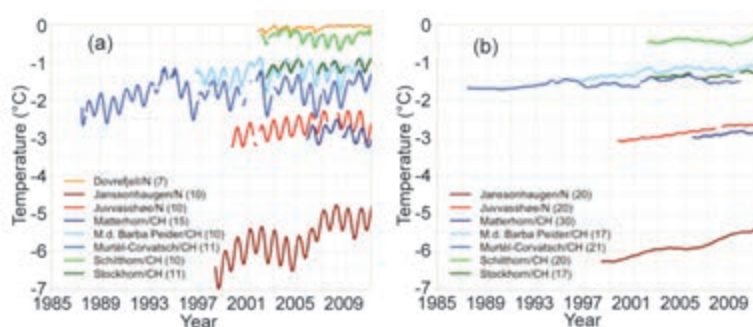 (a)
Temperature (°C)
0
-1
-2
-3
-4
-5
-6
-7
Dovrefjell/N (7)
Janssonhaugen/N (10)
Juvvasshøe/N (10)
Matterhorn/CH (15)
M.d. Barba Peider/CH (10)
Murtèl-Corvatsch/CH (11)
Schilthorn/CH (10)
Stockhorn/CH (11)
1985 1989 1993 1997 2001 2005 2009
Year
(b)
Temperature (°C)
0
-1
-2
-3
-4
-5
-6
-7
Janssonhaugen/N (20)
Juvvasshøe/N (20)
Matterhorn/CH (30)
M.d. Barba Peider/CH (17)
Murtèl-Corvatsch/CH (21)
Schilthorn/CH (20)
Stockhorn/CH (17)
1985 1989 1993 1997 2001 2005 2009
Year